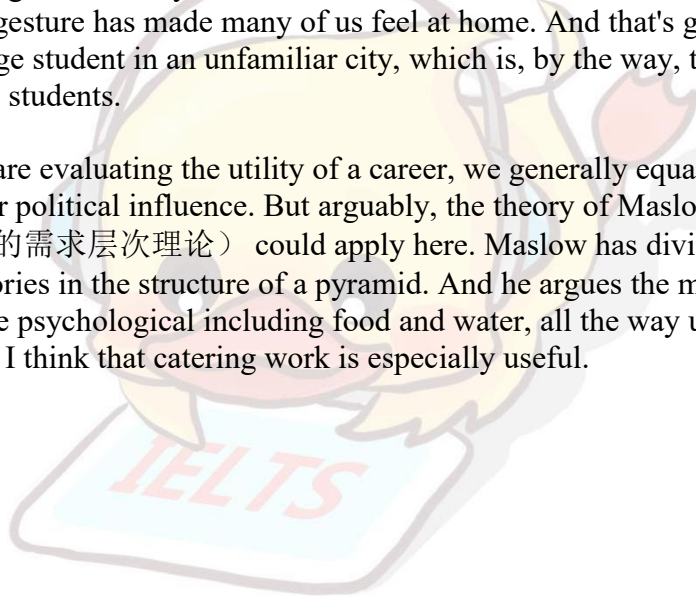 gesture has made many of us feel at home. And that's g
ge student in an unfamiliar city, which is, by the way, t
students.
are evaluating the utility of a career, we generally equa
r political influence. But arguably, the theory of Maslo
的需求层次理论） could apply here. Maslow has divi
ories in the structure of a pyramid. And he argues the m
e psychological including food and water, all the way u
I think that catering work is especially useful.
IELTS